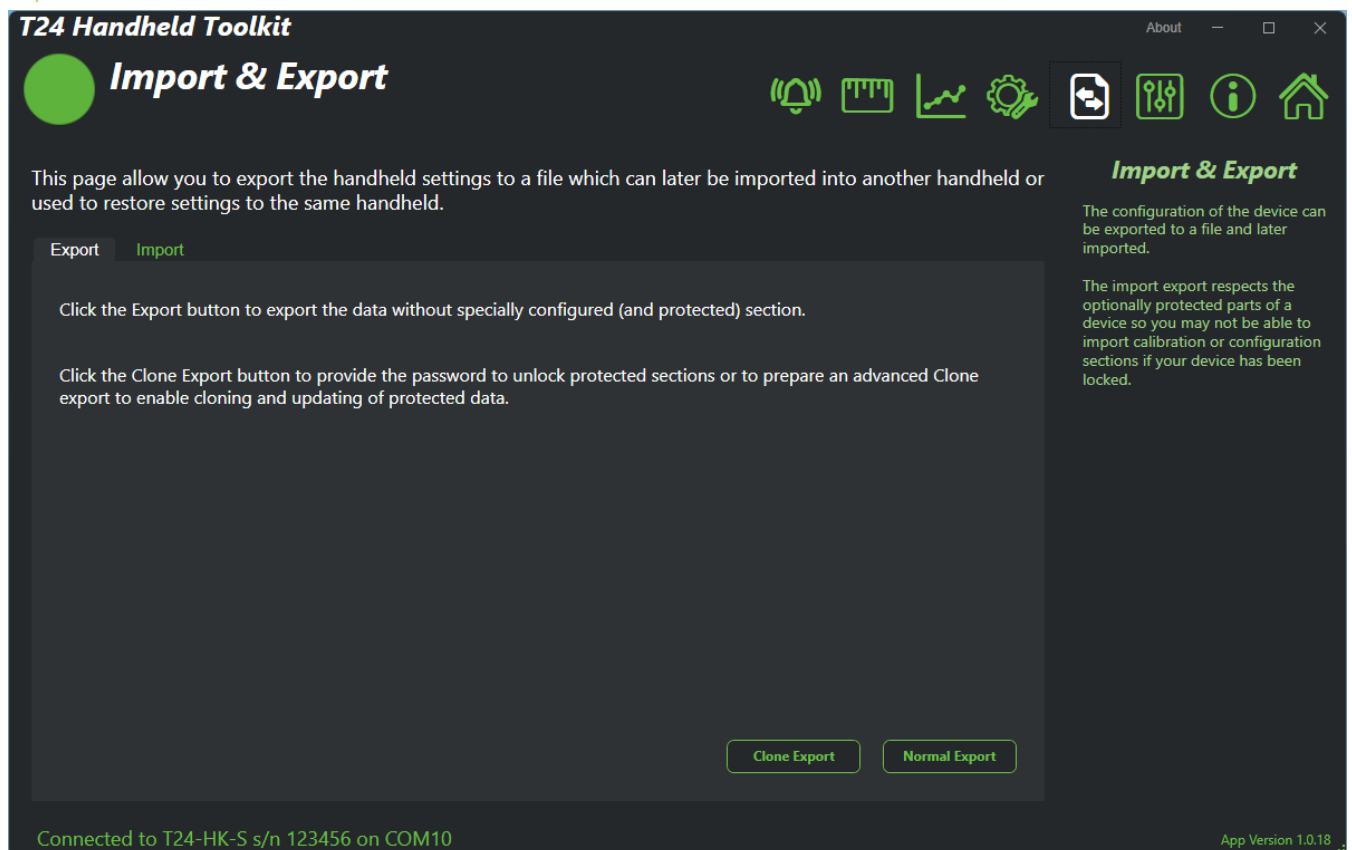 T24 Handheld Toolkit
About
Import & Export
This page allow you to export the handheld settings to a file which can later be imported into another handheld or
used to restore settings to the same handheld.
Export
Import
Click the Export button to export the data without specially configured (and protected) section.
Click the Clone Export button to provide the password to unlock protected sections or to prepare an advanced Clone
export to enable cloning and updating of protected data.
Clone Export
Normal Export
Import & Export
The configuration of the device can
be exported to a file and later
imported.
The import export respects the
optionally protected parts of a
device so you may not be able to
import calibration or configuration
sections if your device has been
locked.
Connected to T24-HK-S s/n 123456 on COM10
App Version 1.0.18